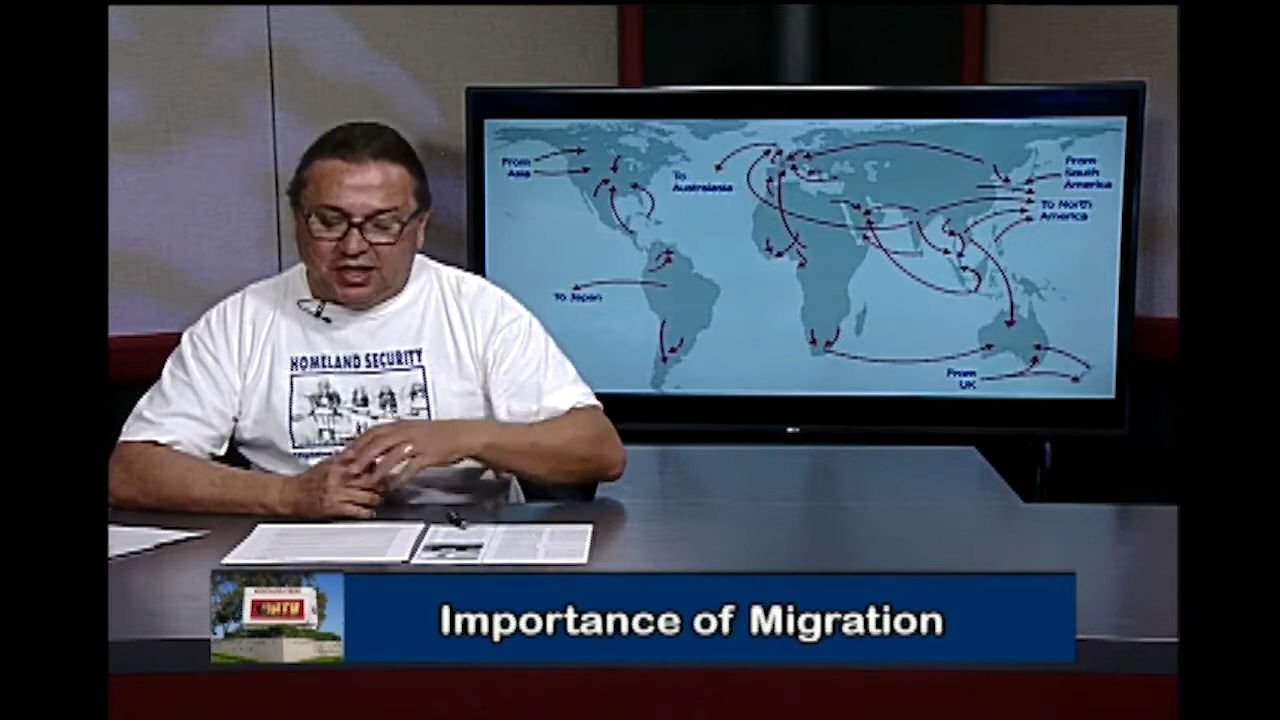 From
Asia
To
Australasia
From
South
America
To North
America
To Japan
From
UK
HOMELAND SECURITY
Importance of Migration